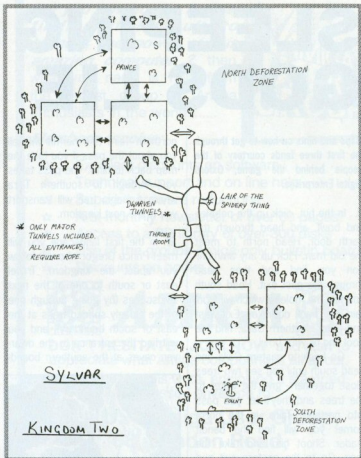 S
PRINCE
NORTH DEFORESTATION
ZONE
DWARVEN
TUNNELS *
LAIR OF THE
SPIDERY THING
THRONE
ROOM
* ONLY MAJOR
TUNNELS INCLUDED.
ALL ENTRANCES
REQUIRE ROPE
FOUNT
SOUTH
DEFORESTATION
ZONE
SYLVAR
KINGDOM TWO